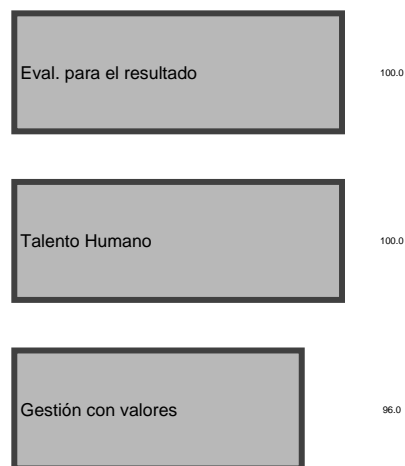 Eval. para el resultado 100.0
Talento Humano 100.0
Gestión con valores 96.0